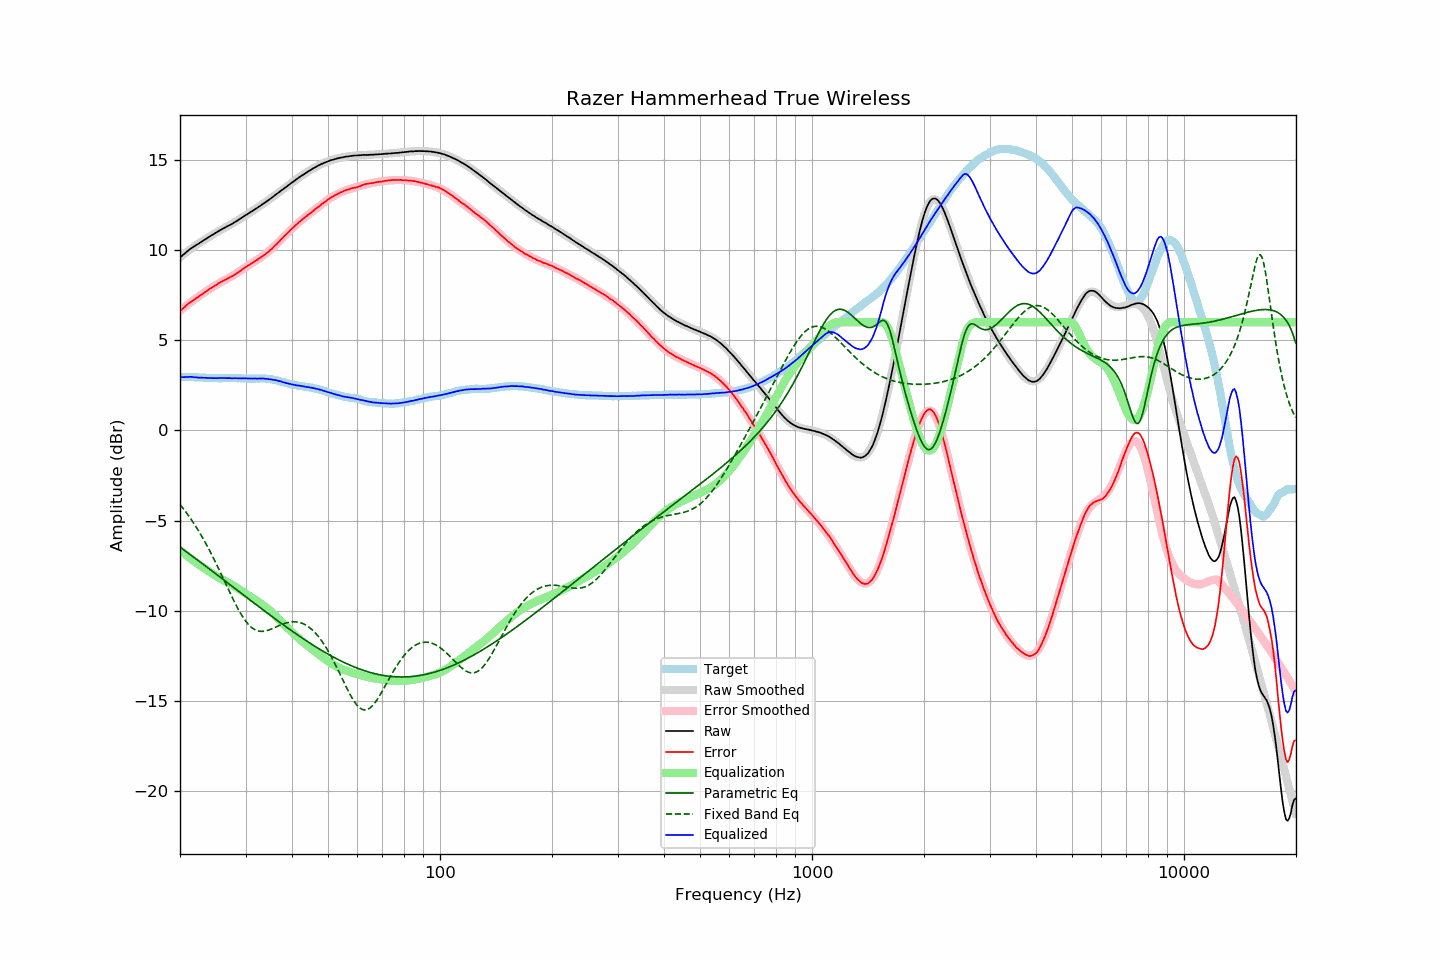 Razer Hammerhead True Wireless
15
10
5
0
−5
−10
−15
−20
Amplitude (dBr)
Target
Raw Smoothed
Error Smoothed
Raw
Error
Equalization
Parametric Eq
Fixed Band Eq
Equalized
100 1000 10000
Frequency (Hz)